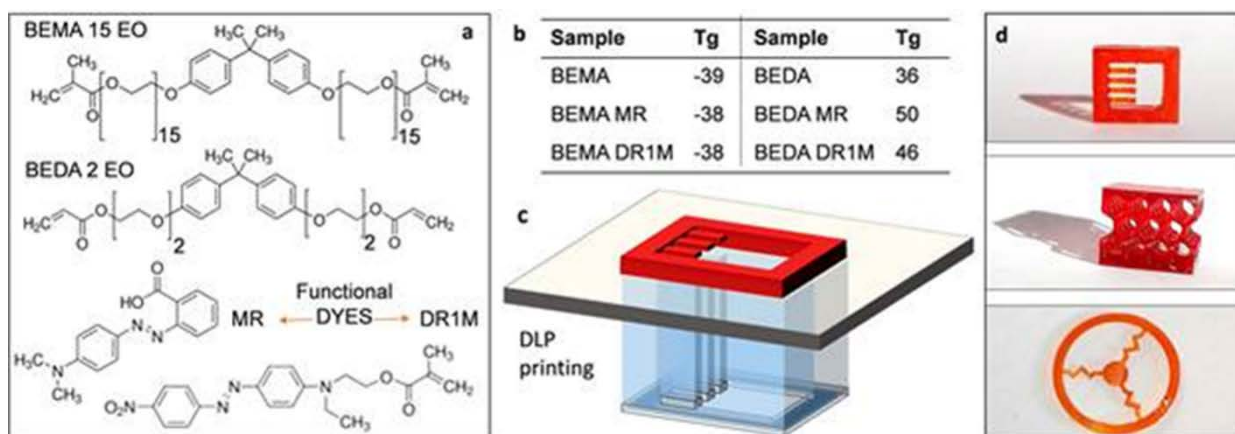 BEMA 15 EO
a
CH₃
H₂C
O
O
15
H₃C
CH₃
O
O
15
O
CH₃
CH₂
O
BEDA 2 EO
H₃C
CH₃
H₂C
O
O
O
2
O
O
2
O
CH₂
O
O
HO
N
N
H₃C
N
CH₃
MR
Functional
DYES
DR1M
O₂N
N
N
N
CH₃
O
O
CH₃
CH₂
b
Sample Tg Sample Tg
BEMA -39 BEDA 36
BEMA MR -38 BEDA MR 50
BEMA DR1M -38 BEDA DR1M 46
c
DLP
printing
d